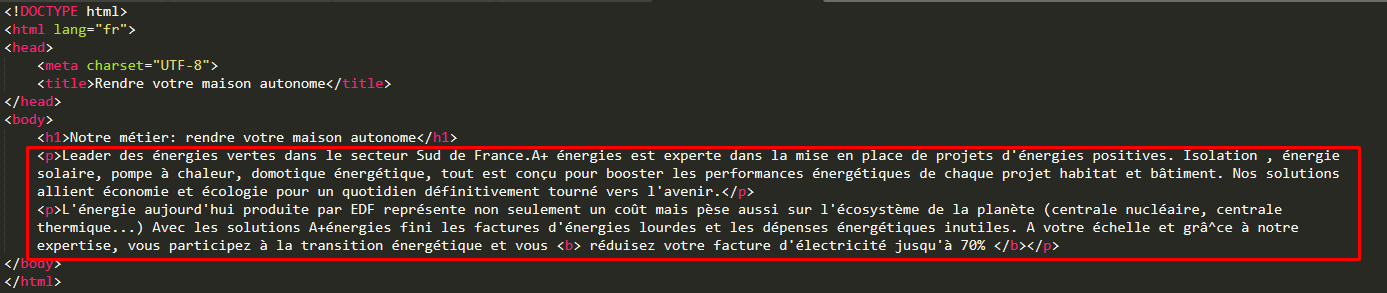 <!DOCTYPE html>
<html lang="fr">
<head>
<meta charset="UTF-8">
<title>Rendre votre maison autonome</title>
</head>
<body>
<h1>Notre métier: rendre votre maison autonome</h1>
<p>Leader des énergies vertes dans le secteur Sud de France.A+ énergies est experte dans la mise en place de projets d'énergies positives. Isolation , énergie
solaire, pompe à chaleur, domotique énergétique, tout est conçu pour booster les performances énergétiques de chaque projet habitat et bâtiment. Nos solutions
allient économie et écologie pour un quotidien définitivement tourné vers l'avenir.</p>
<p>L'énergie aujourd'hui produite par EDF représente non seulement un coût mais pèse aussi sur l'écosystème de la planète (centrale nucléaire, centrale
thermique...) Avec les solutions A+énergies fini les factures d'énergies lourdes et les dépenses énergétiques inutiles. A votre échelle et grâ^ce à notre
expertise, vous participez à la transition énergétique et vous <b> réduisez votre facture d'électricité jusqu'à 70% </b></p>
</body>
</html>